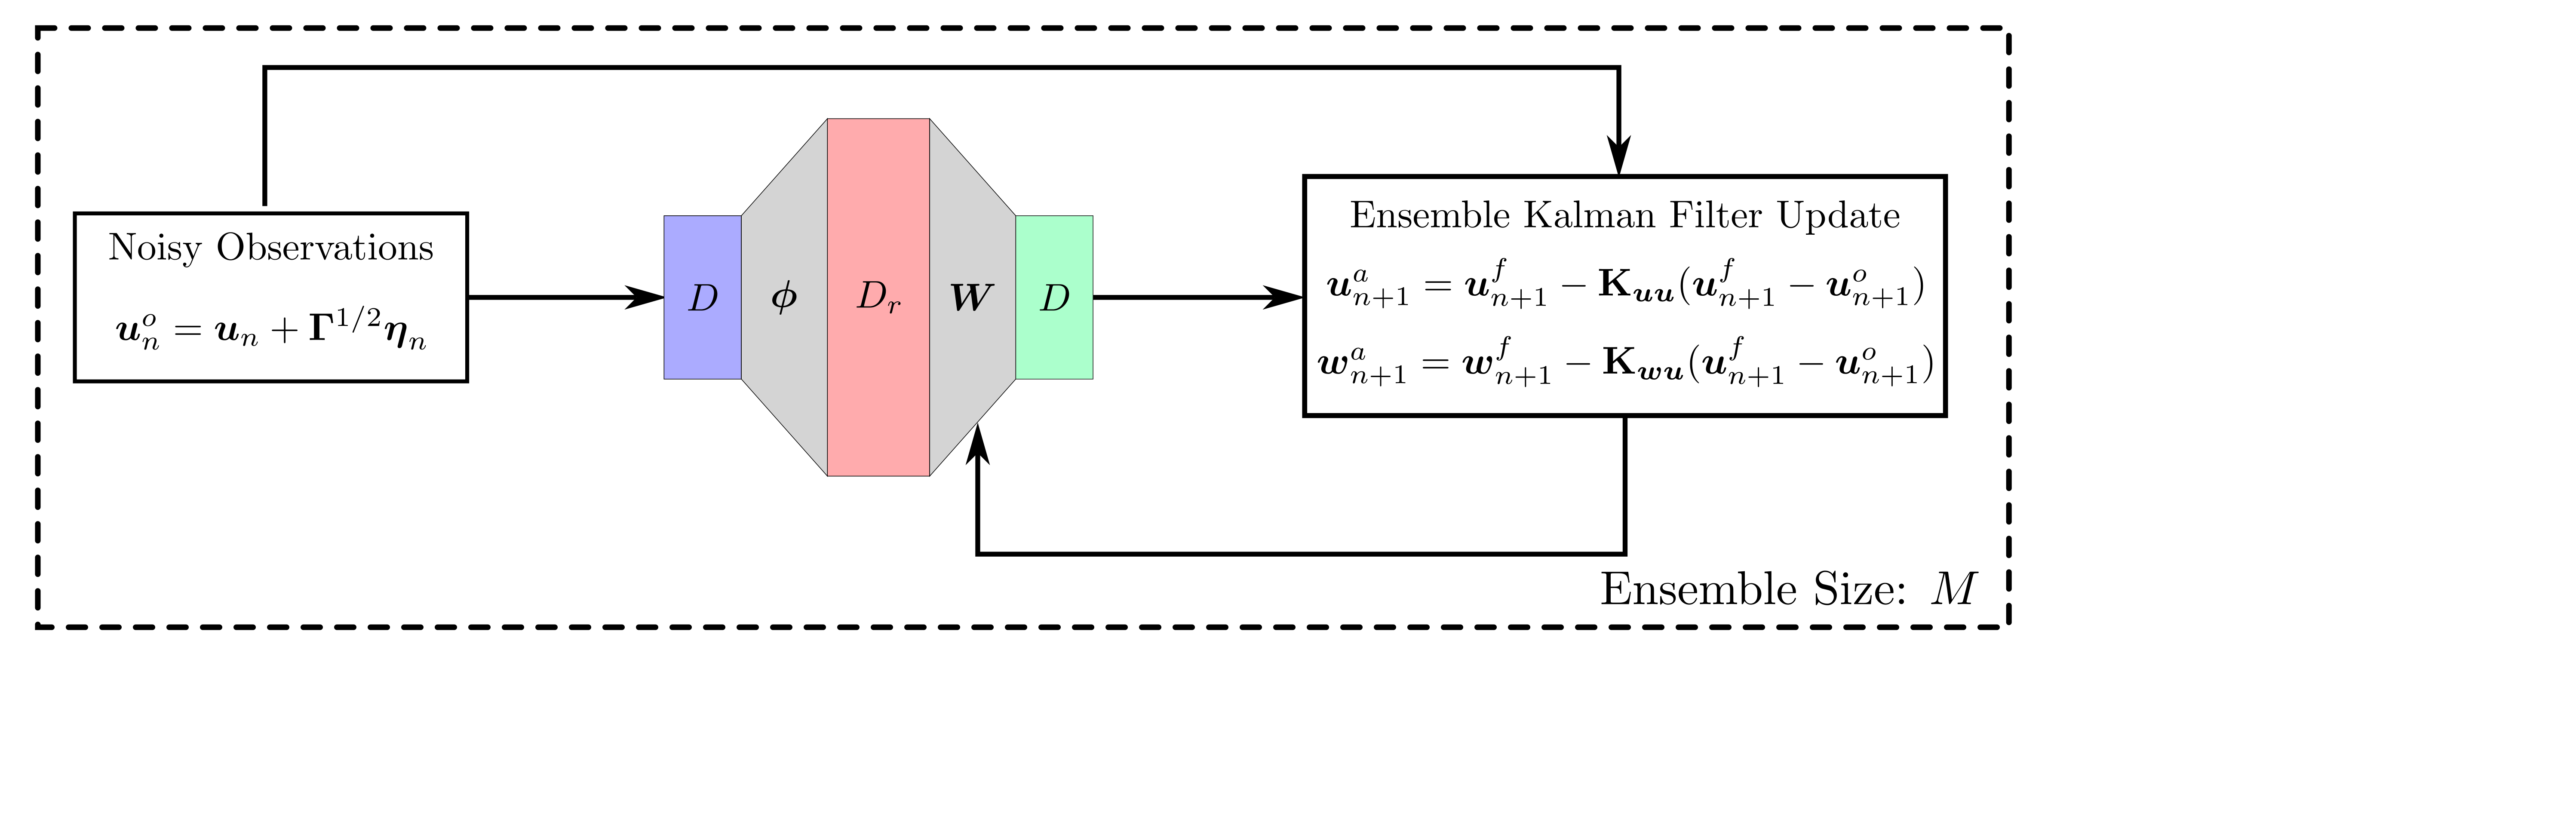 Noisy Observations
$\boldsymbol{u}_n^o = \boldsymbol{u}_n + \boldsymbol{\Gamma}^{1/2} \boldsymbol{\eta}_n$
$D$
$\boldsymbol{\phi}$
$D_r$
$\boldsymbol{W}$
$D$
Ensemble Kalman Filter Update
$\boldsymbol{u}_{n+1}^a = \boldsymbol{u}_{n+1}^f - \mathbf{K}_{\boldsymbol{uu}}(\boldsymbol{u}_{n+1}^f - \boldsymbol{u}_{n+1}^o)$
$\boldsymbol{w}_{n+1}^a = \boldsymbol{w}_{n+1}^f - \mathbf{K}_{\boldsymbol{wu}}(\boldsymbol{u}_{n+1}^f - \boldsymbol{u}_{n+1}^o)$
Ensemble Size: $M$